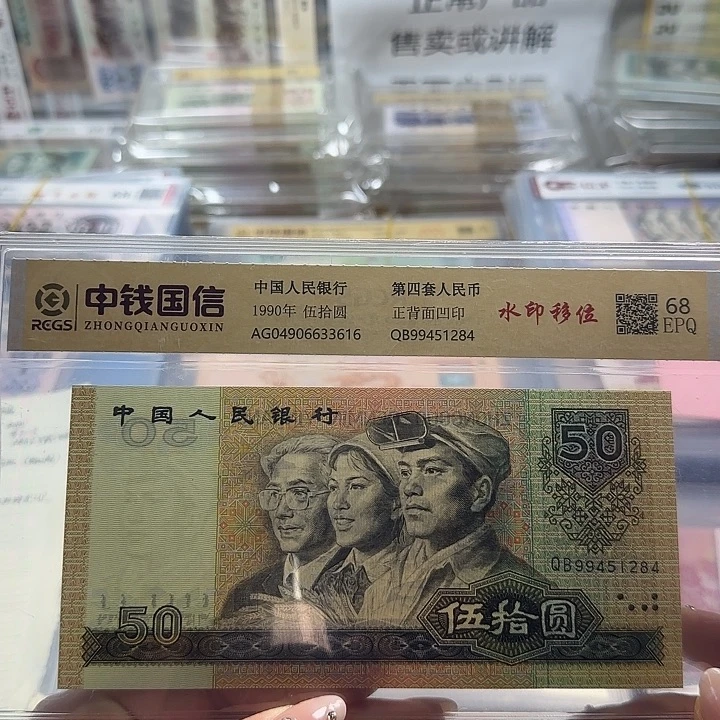 售卖或讲解
中钱国信
RCGS
ZHONGQIANGUOXIN
中国人民银行
1990年 伍拾圆
AG04906633616
第四套人民币
正背面凹印
QB99451284
水印移位
68
EPQ
中国人民银行
50
50
QB99451284
50
伍拾圆